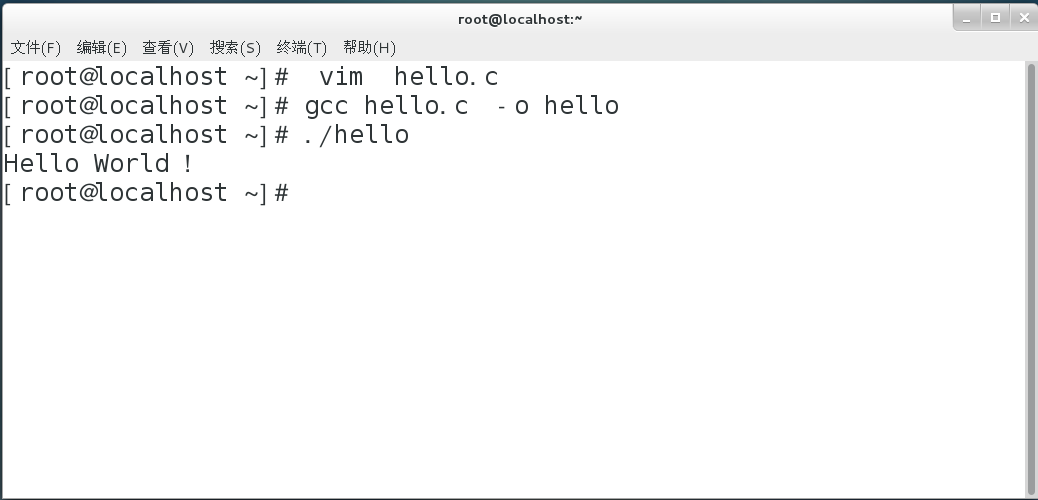 root@localhost:~
文件(F) 编辑(E) 查看(V) 搜索(S) 终端(T) 帮助(H)
[root@localhost ~]#  vim  hello.c
[root@localhost ~]# gcc hello.c  -o hello
[root@localhost ~]# ./hello
Hello World !
[root@localhost ~]#